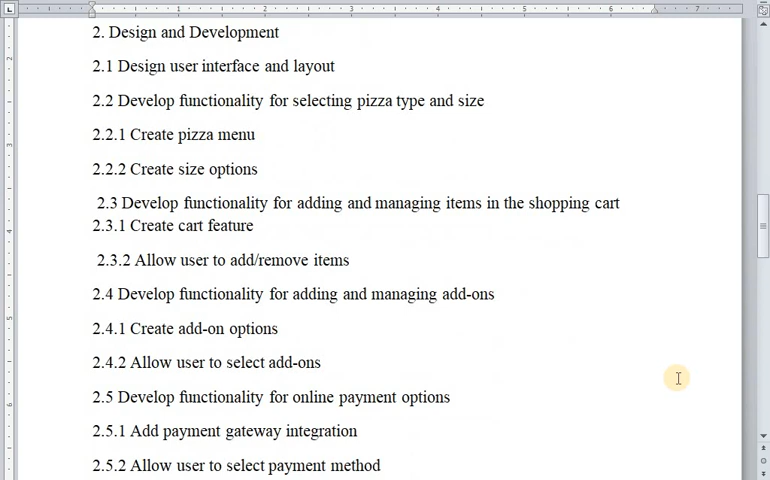 2. Design and Development
2.1 Design user interface and layout
2.2 Develop functionality for selecting pizza type and size
2.2.1 Create pizza menu
2.2.2 Create size options
2.3 Develop functionality for adding and managing items in the shopping cart
2.3.1 Create cart feature
2.3.2 Allow user to add/remove items
2.4 Develop functionality for adding and managing add-ons
2.4.1 Create add-on options
2.4.2 Allow user to select add-ons
2.5 Develop functionality for online payment options
2.5.1 Add payment gateway integration
2.5.2 Allow user to select payment method